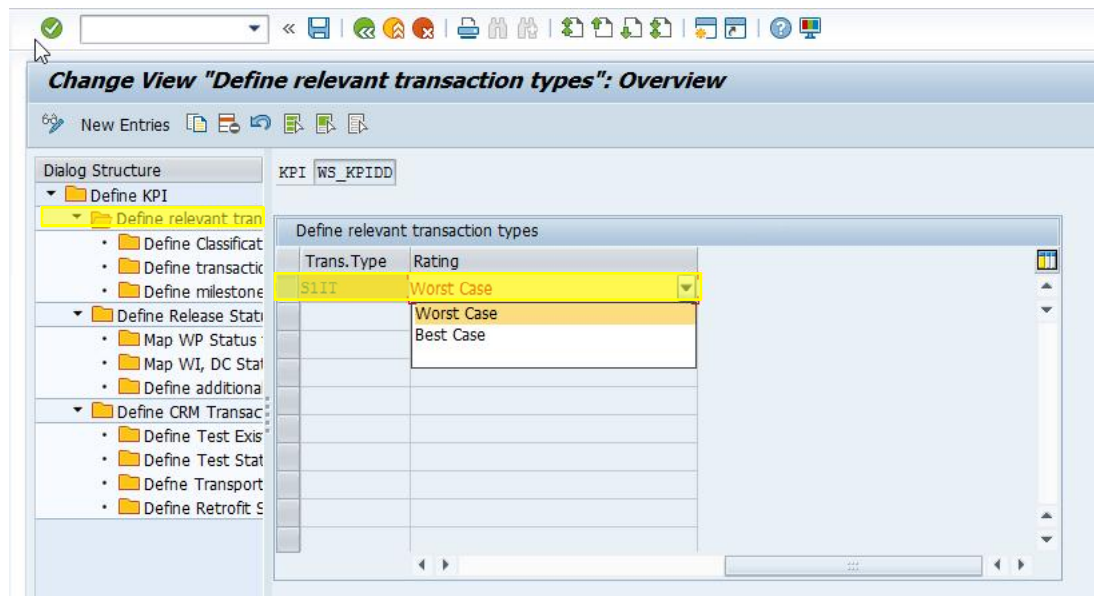 Change View "Define relevant transaction types": Overview
New Entries
Dialog Structure
Define KPI
Define relevant tran
Define Classificat
Define transactic
Define milestone
Define Release Statu
Map WP Status
Map WI, DC Stat
Define additiona
Define CRM Transac
Define Test Exis
Define Test Stat
Defne Transport
Define Retrofit S
KPI WS_KPIDD
Define relevant transaction types
Trans.Type Rating
S1IT Worst Case
Worst Case
Best Case